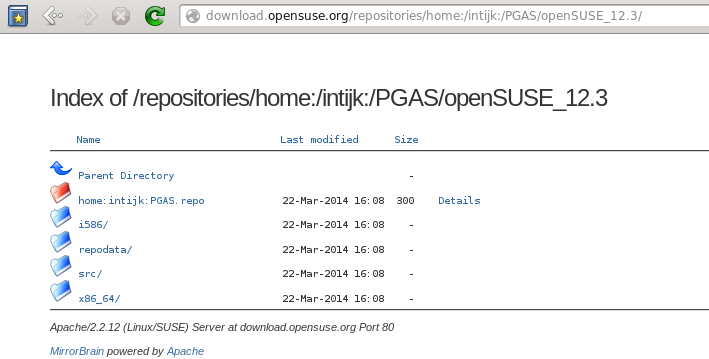 download.opensuse.org/repositories/home:/intijk:/PGAS/openSUSE_12.3/
Index of /repositories/home:/intijk:/PGAS/openSUSE_12.3
Name Last modified Size
Parent Directory -
home:intijk:PGAS.repo 22-Mar-2014 16:08 300 Details
i586/ 22-Mar-2014 16:08 -
repodata/ 22-Mar-2014 16:08 -
src/ 22-Mar-2014 16:08 -
x86_64/ 22-Mar-2014 16:08 -
Apache/2.2.12 (Linux/SUSE) Server at download.opensuse.org Port 80
MirrorBrain powered by Apache